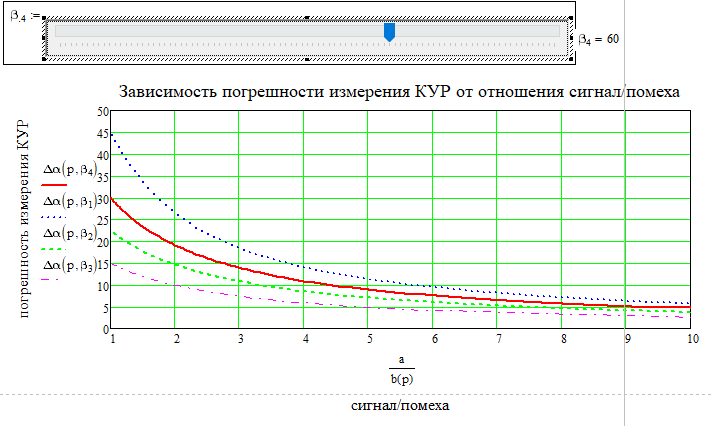 β.4 :=
β4 = 60
Зависимость погрешности измерения КУР от отношения сигнал/помеха
погрешность измерения КУР
50
45
40
35
30
25
20
15
10
5
0
Δα(p, β4)
Δα(p, β1)
Δα(p, β2)
Δα(p, β3)
1 2 3 4 5 6 7 8 9 10
a
b(p)
сигнал/помеха